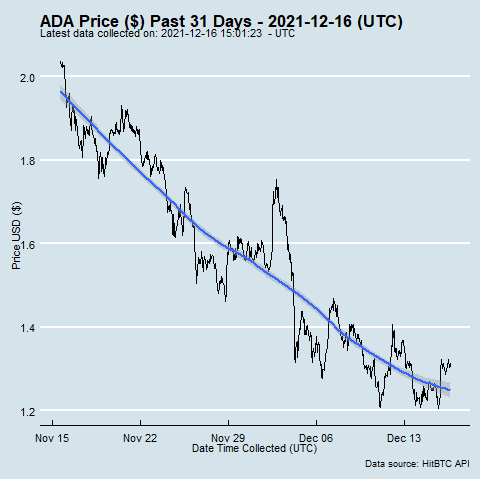 ADA Price ($) Past 31 Days - 2021-12-16 (UTC)
Latest data collected on: 2021-12-16 15:01:23 - UTC
2.0
1.8
1.6
1.4
1.2
Price USD ($)
Nov 15 Nov 22 Nov 29 Dec 06 Dec 13
Date Time Collected (UTC)
Data source: HitBTC API